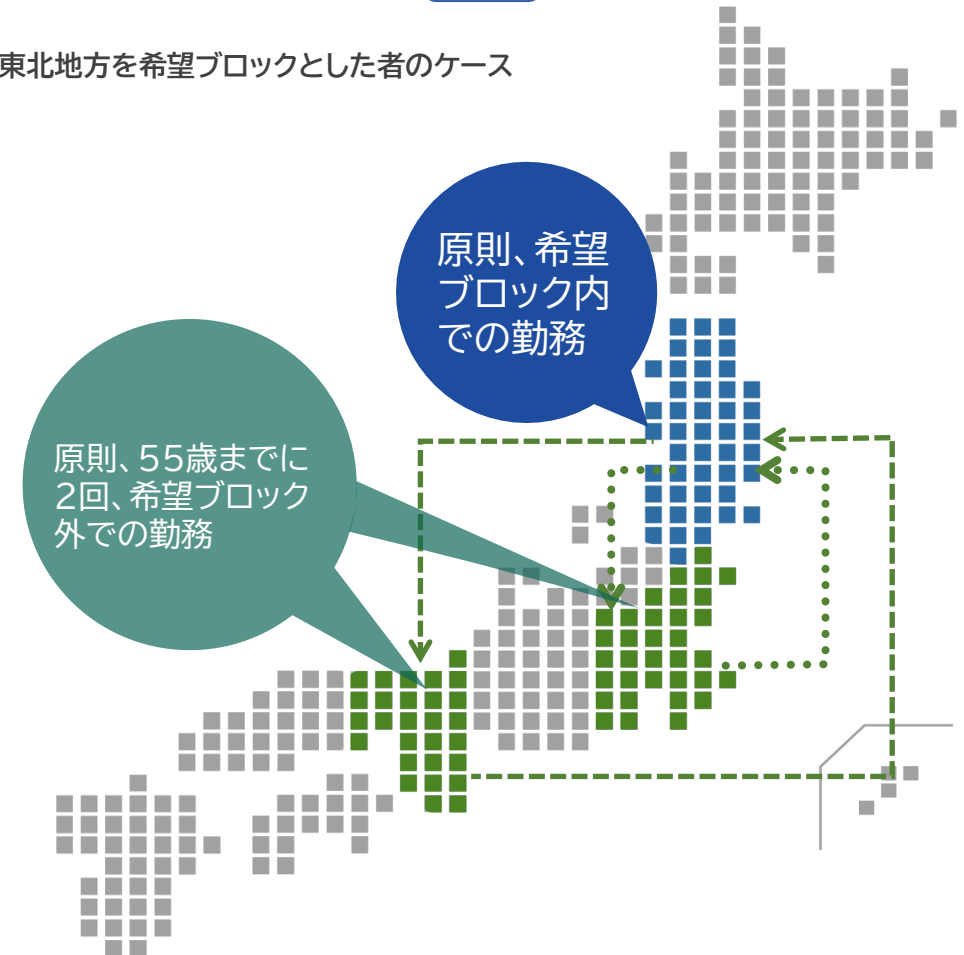 東北地方を希望ブロックとした者のケース
原則、希望
ブロック内
での勤務
原則、55歳までに
2回、希望ブロック
外での勤務